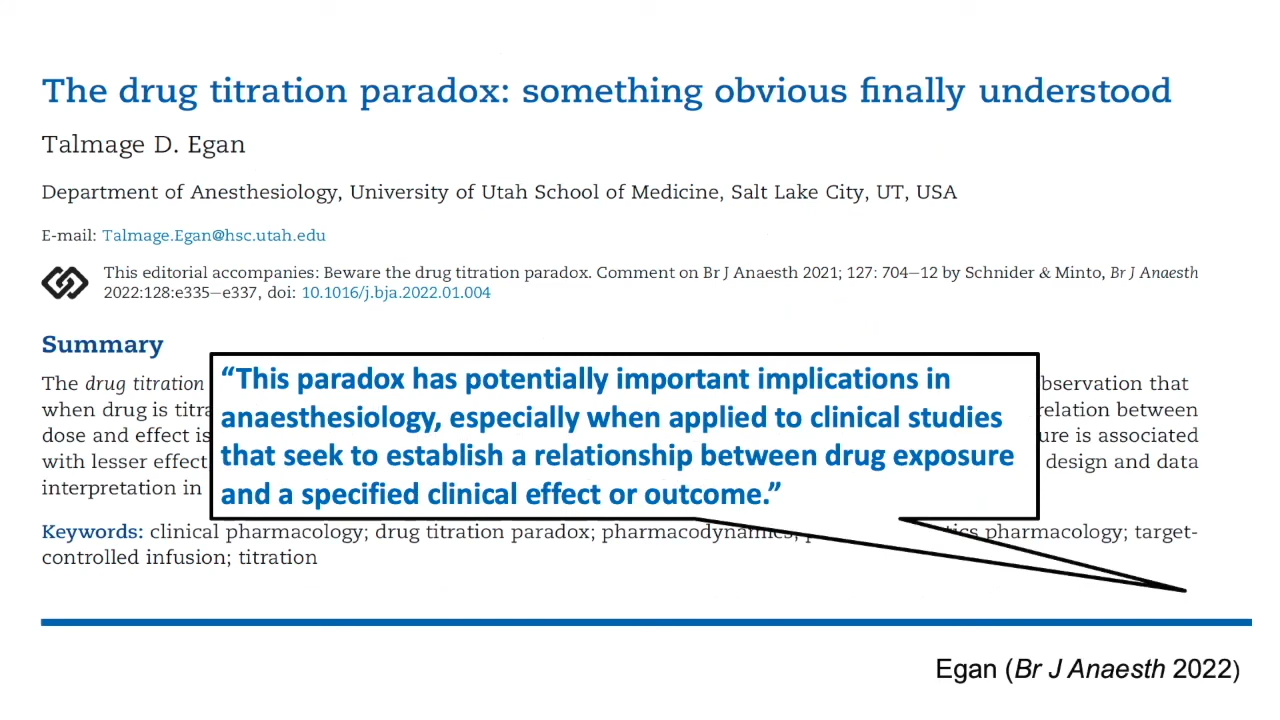 The drug titration paradox: something obvious finally understood
Talmage D. Egan
Department of Anesthesiology, University of Utah School of Medicine, Salt Lake City, UT, USA
E-mail: Talmage.Egan@hsc.utah.edu
This editorial accompanies: Beware the drug titration paradox. Comment on Br J Anaesth 2021; 127: 704–12 by Schnider & Minto, Br J Anaesth
2022:128:e335–e337, doi: 10.1016/j.bja.2022.01.004
Summary
The drug titration
bservation that
when drug is titra
relation between
dose and effect is
ure is associated
with lesser effect
design and data
interpretation in
“This paradox has potentially important implications in
anaesthesiology, especially when applied to clinical studies
that seek to establish a relationship between drug exposure
and a specified clinical effect or outcome.”
Keywords: clinical pharmacology; drug titration paradox; pharmacodynamics; pharmacology; target-
controlled infusion; titration
Egan (Br J Anaesth 2022)